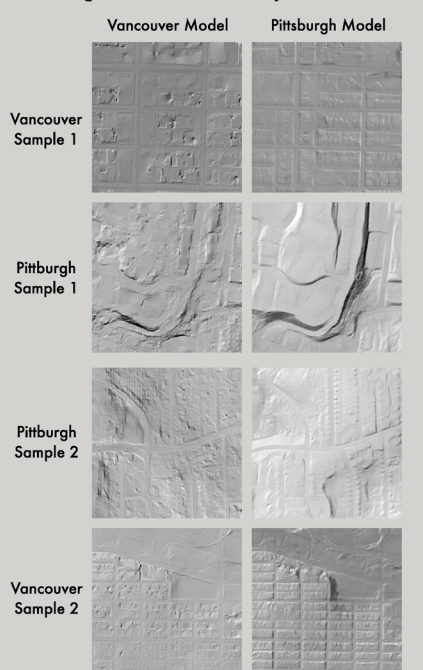 Vancouver Model
Pittsburgh Model
Vancouver
Sample 1
Pittburgh
Sample 1
Pittburgh
Sample 2
Vancouver
Sample 2